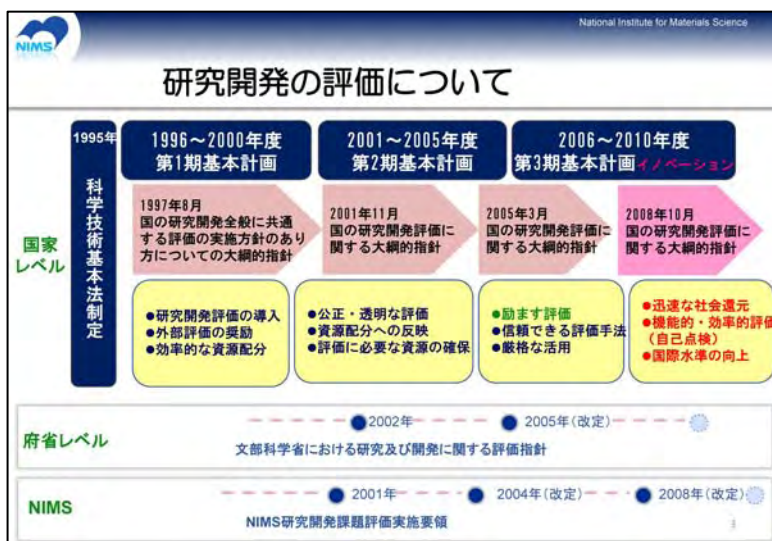 NIMS
National Institute for Materials Science
研究開発の評価について
国家
レベル
1995年
科学技術基本法制定
1996～2000年度
第1期基本計画
2001～2005年度
第2期基本計画
2006～2010年度
第3期基本計画イノベーション
1997年8月
国の研究開発全般に共通
する評価の実施方針のあり
方についての大綱的指針
2001年11月
国の研究開発評価に
関する大綱的指針
2005年3月
国の研究開発評価に
関する大綱的指針
2008年10月
国の研究開発評価に
関する大綱的指針
●研究開発評価の導入
●外部評価の奨励
●効率的な資源配分
●公正・透明な評価
●資源配分への反映
●評価に必要な資源の確保
●励ます評価
●信頼できる評価手法
●厳格な活用
●迅速な社会還元
●機能的・効率的評価
（自己点検）
●国際水準の向上
府省レベル
2002年
2005年(改定)
文部科学省における研究及び開発に関する評価指針
NIMS
2001年
2004年(改定)
2008年(改定)
NIMS研究開発課題評価実施要領